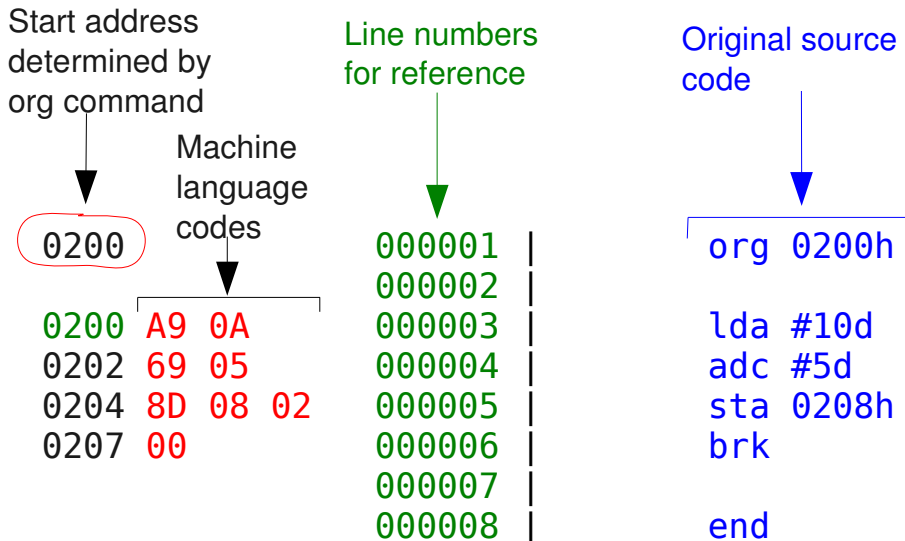 Start address
determined by
org command
Machine
language
codes
Line numbers
for reference
Original source
code
0200 000001 | org 0200h
000002 |
0200 A9 0A 000003 | lda #10d
0202 69 05 000004 | adc #5d
0204 8D 08 02 000005 | sta 0208h
0207 00 000006 | brk
000007 |
000008 | end